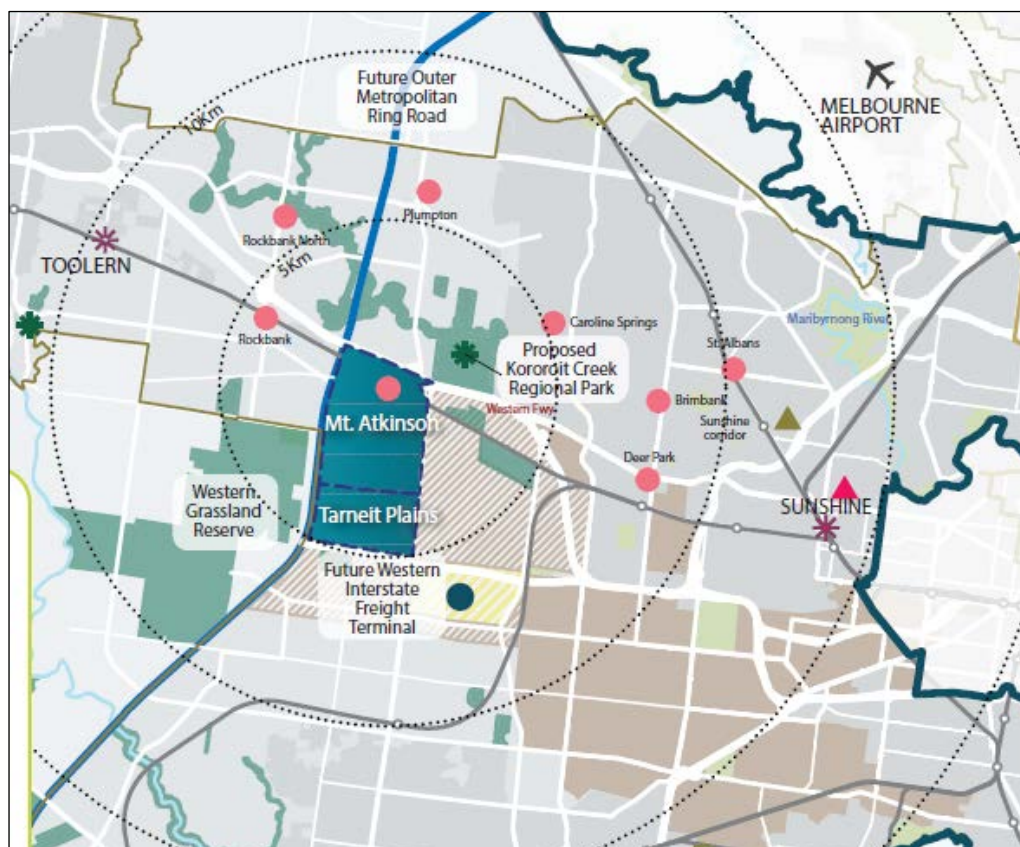 Future Outer
Metropolitan
Ring Road
MELBOURNE
AIRPORT
10Km
Plumpton
Rockbank North
TOOLERN
5Km
Rockbank
Caroline Springs
Maribyrnong River
St. Albans
Proposed
Kororoit Creek
Regional Park
Mt. Atkinson
Western Fwy
Brimbank
Sunshine
corridor
Deer Park
Western
Grassland
Reserve
Tarneit Plains
SUNSHINE
Future Western
Interstate
Freight
Terminal